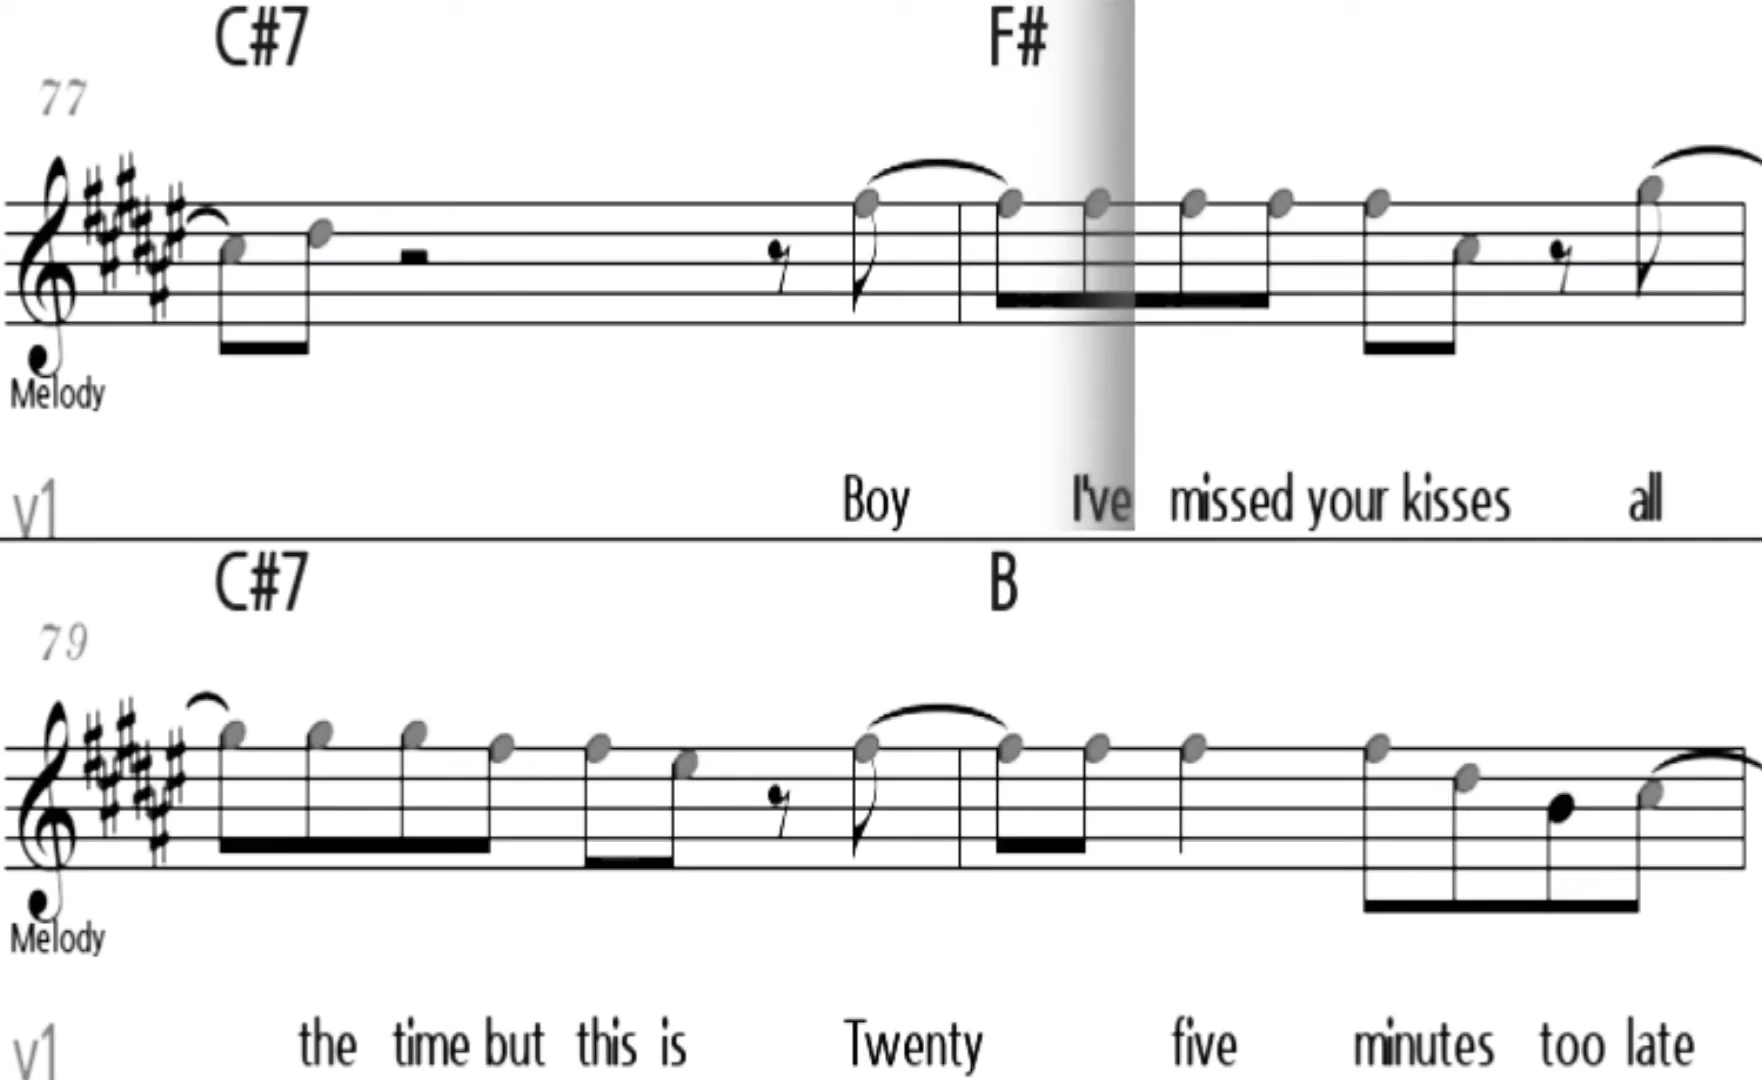 C#7 F#
77
Melody
v1 Boy I've missed your kisses all
C#7 B
79
Melody
v1 the time but this is Twenty five minutes too late